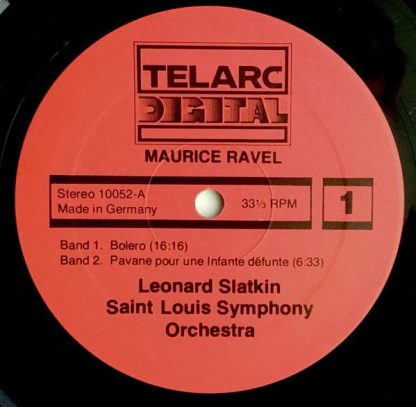 TELARC
DIGITAL
MAURICE RAVEL
Stereo 10052-A
Made in Germany
33⅓ RPM
1
Band 1. Bolero (16:16)
Band 2. Pavane pour une Infante défunte (6:33)
Leonard Slatkin
Saint Louis Symphony
Orchestra